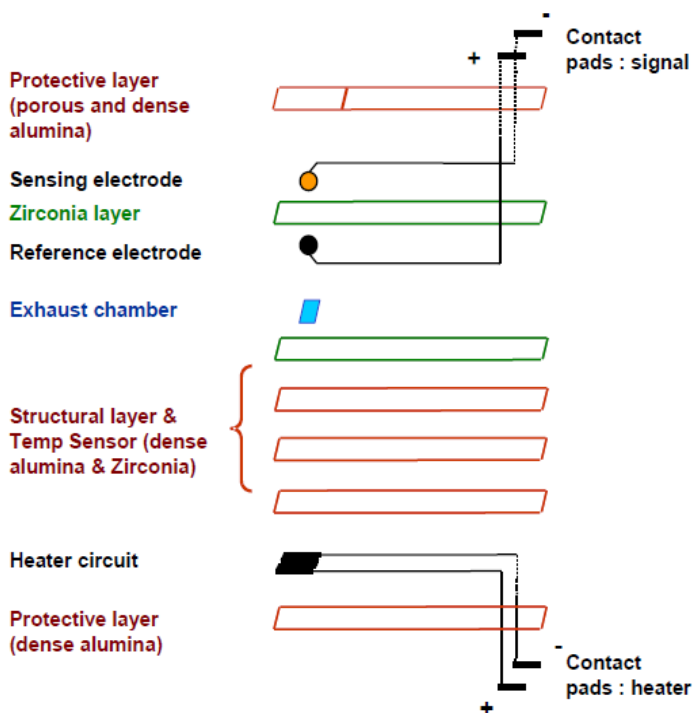 -
Contact
+
pads : signal
Protective layer
(porous and dense
alumina)
Sensing electrode
Zirconia layer
Reference electrode
Exhaust chamber
Structural layer &
Temp Sensor (dense
alumina & Zirconia)
Heater circuit
Protective layer
(dense alumina)
-
Contact
pads : heater
+